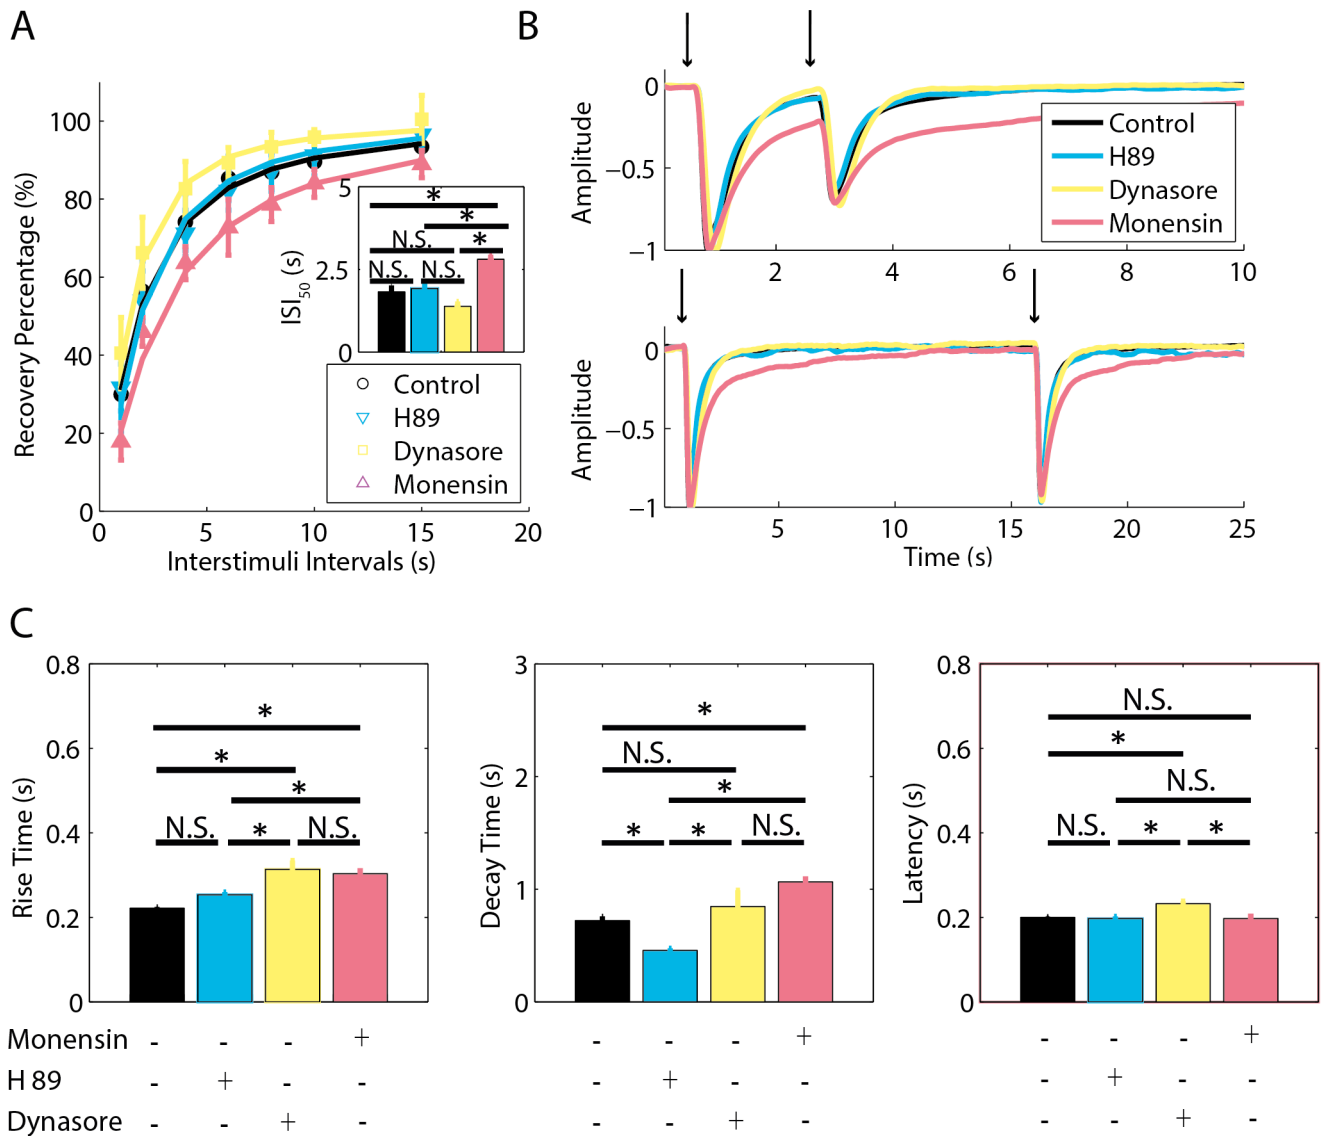 A
Recovery Percentage (%)
100
80
60
40
20
0
0 5 10 15 20
Interstimuli Intervals (s)
ISI50 (s)
5
2.5
0
*
*
N.S. *
N.S. N.S.
Control
H89
Dynasore
Monensin
B
Amplitude
0
−0.5
−1
2 4 6 8 10
Control
H89
Dynasore
Monensin
Amplitude
0
−0.5
−1
5 10 15 20 25
Time (s)
C
Rise Time (s)
0.8
0.6
0.4
0.2
0
*
*
*
N.S. * N.S.
Decay Time (s)
3
2
1
0
*
N.S.
*
* * N.S.
Latency (s)
0.8
0.6
0.4
0.2
0
N.S.
*
N.S.
N.S. * *
Monensin - - - + - - - + - - - +
H 89 - + - - - + - - - + - -
Dynasore - - + - - - + - - - + -